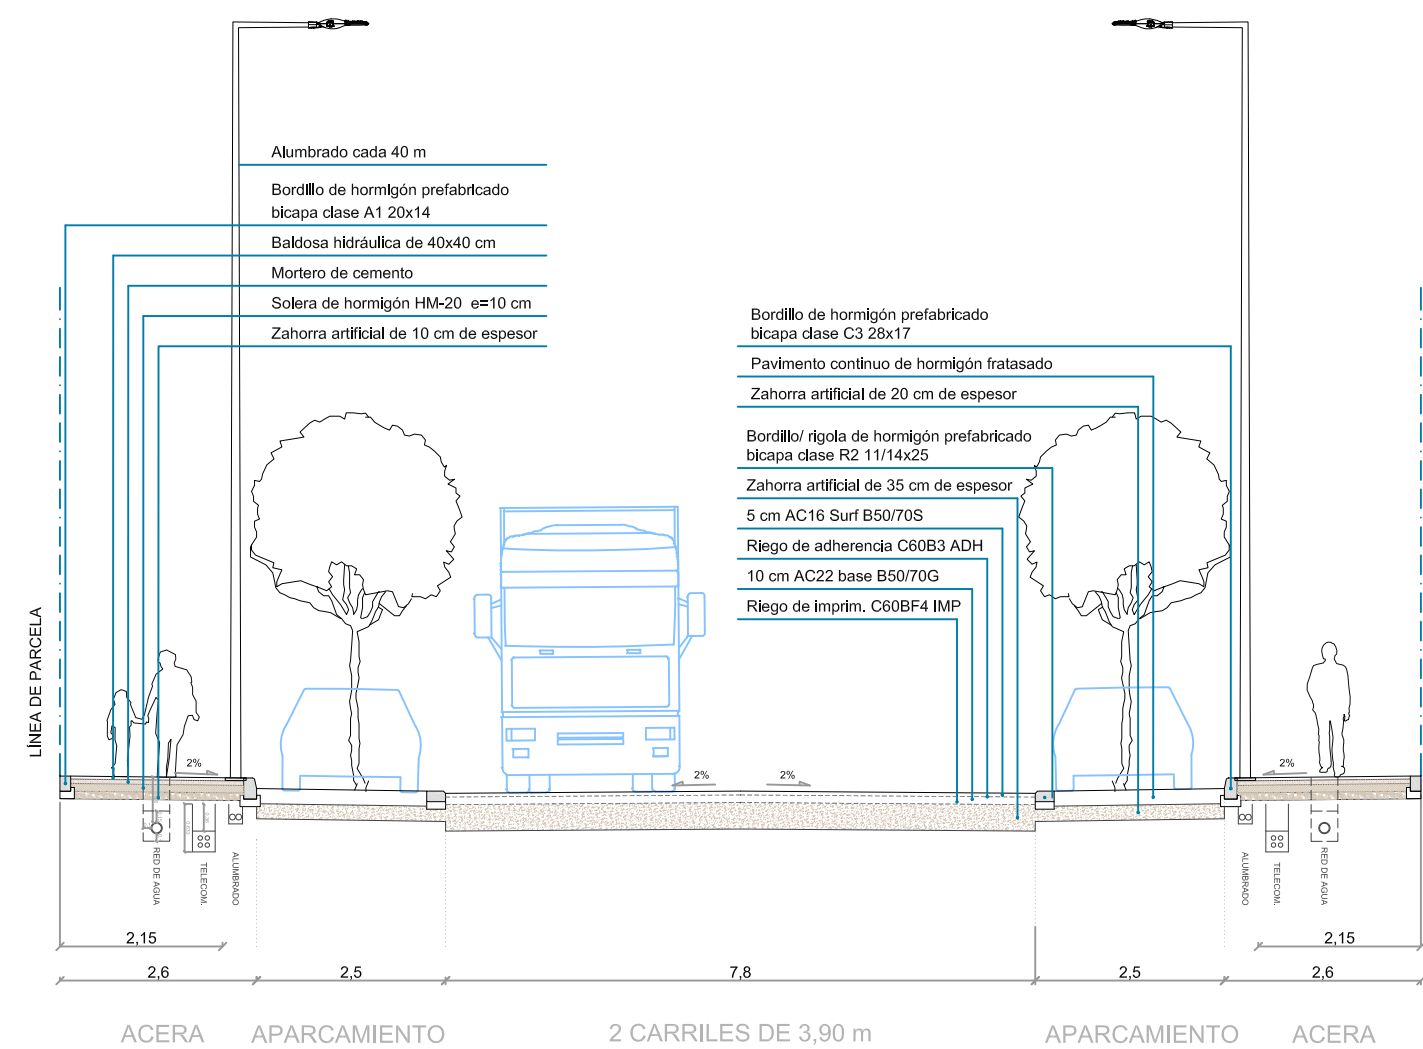 Alumbrado cada 40 m
Bordillo de hormigón prefabricado
bicapa clase A1 20x14
Baldosa hidráulica de 40x40 cm
Mortero de cemento
Solera de hormigón HM-20 e=10 cm
Zahorra artificial de 10 cm de espesor
Bordillo de hormigón prefabricado
bicapa clase C3 28x17
Pavimento continuo de hormigón fratasado
Zahorra artificial de 20 cm de espesor
Bordillo/ rigola de hormigón prefabricado
bicapa clase R2 11/14x25
Zahorra artificial de 35 cm de espesor
5 cm AC16 Surf B50/70S
Riego de adherencia C60B3 ADH
10 cm AC22 base B50/70G
Riego de imprim. C60BF4 IMP
LÍNEA DE PARCELA
2%
2%
2%
2%
RED DE AGUA
TELECOM.
ALUMBRADO
ALUMBRADO
TELECOM.
RED DE AGUA
2,15
2,15
2,6
2,5
7,8
2,5
2,6
ACERA
APARCAMIENTO
2 CARRILES DE 3,90 m
APARCAMIENTO
ACERA